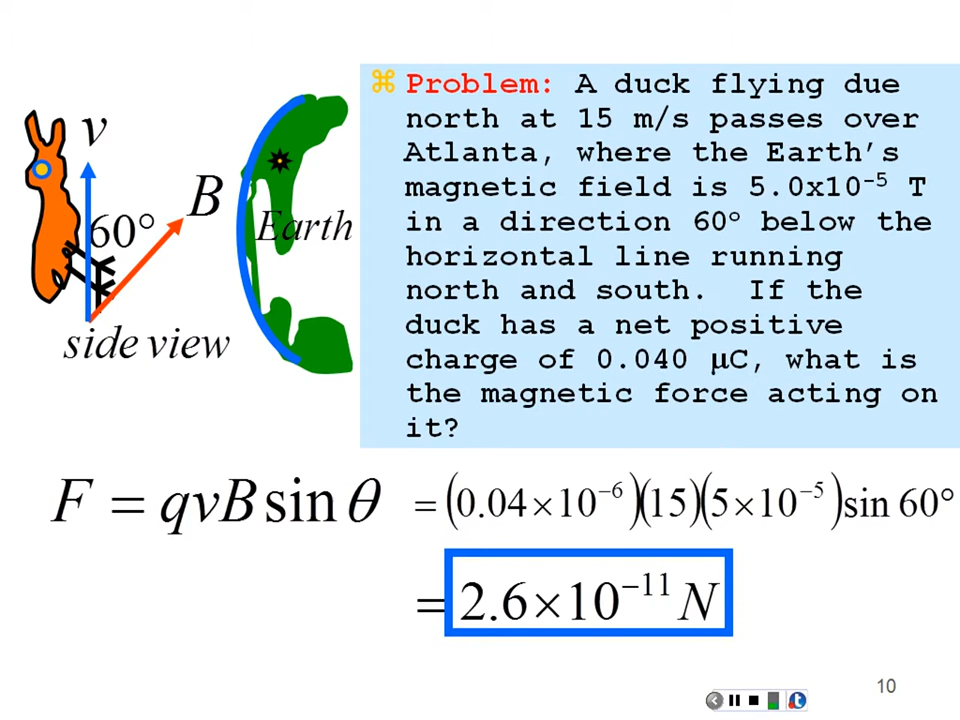 Problem: A duck flying due
north at 15 m/s passes over
Atlanta, where the Earth’s
magnetic field is 5.0x10⁻⁵ T
in a direction 60° below the
horizontal line running
north and south.  If the
duck has a net positive
charge of 0.040 μC, what is
the magnetic force acting on
it?
v
B
60°
Earth
side view
F = qvB sin θ = (0.04×10⁻⁶)(15)(5×10⁻⁵) sin 60°
= 2.6×10⁻¹¹ N
10